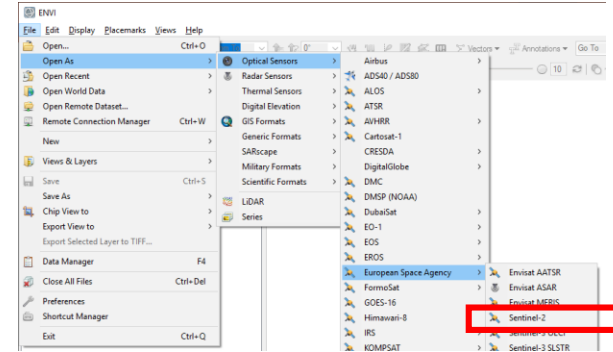 ENVI
File Edit Display Placemarks Views Help
0° Vectors Annotations Go To
10
Open... Ctrl+O
Open As
Open Recent
Open World Data
Open Remote Dataset...
Remote Connection Manager Ctrl+W
New
Views & Layers
Save Ctrl+S
Save As
Chip View to
Export View to
Export Selected Layer to TIFF...
Data Manager F4
Close All Files Ctrl+Del
Preferences
Shortcut Manager
Exit Ctrl+Q
Optical Sensors
Radar Sensors
Thermal Sensors
Digital Elevation
GIS Formats
Generic Formats
SARscape
Military Formats
Scientific Formats
LiDAR
Series
Airbus
ADS40 / ADS80
ALOS
ATSR
AVHRR
Cartosat-1
CRESDA
DigitalGlobe
DMC
DMSP (NOAA)
DubaiSat
EO-1
EOS
EROS
European Space Agency
FormoSat
GOES-16
Himawari-8
IRS
KOMPSAT
Envisat AATSR
Envisat ASAR
Envisat MERIS
Sentinel-2
Sentinel-3 OLCI
Sentinel-3 SLSTR